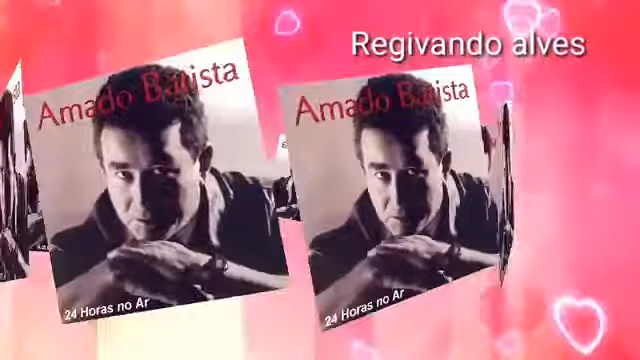 Regivando alves
Amado Batista
24 Horas no Ar
Amado Batista
24 Horas no Ar